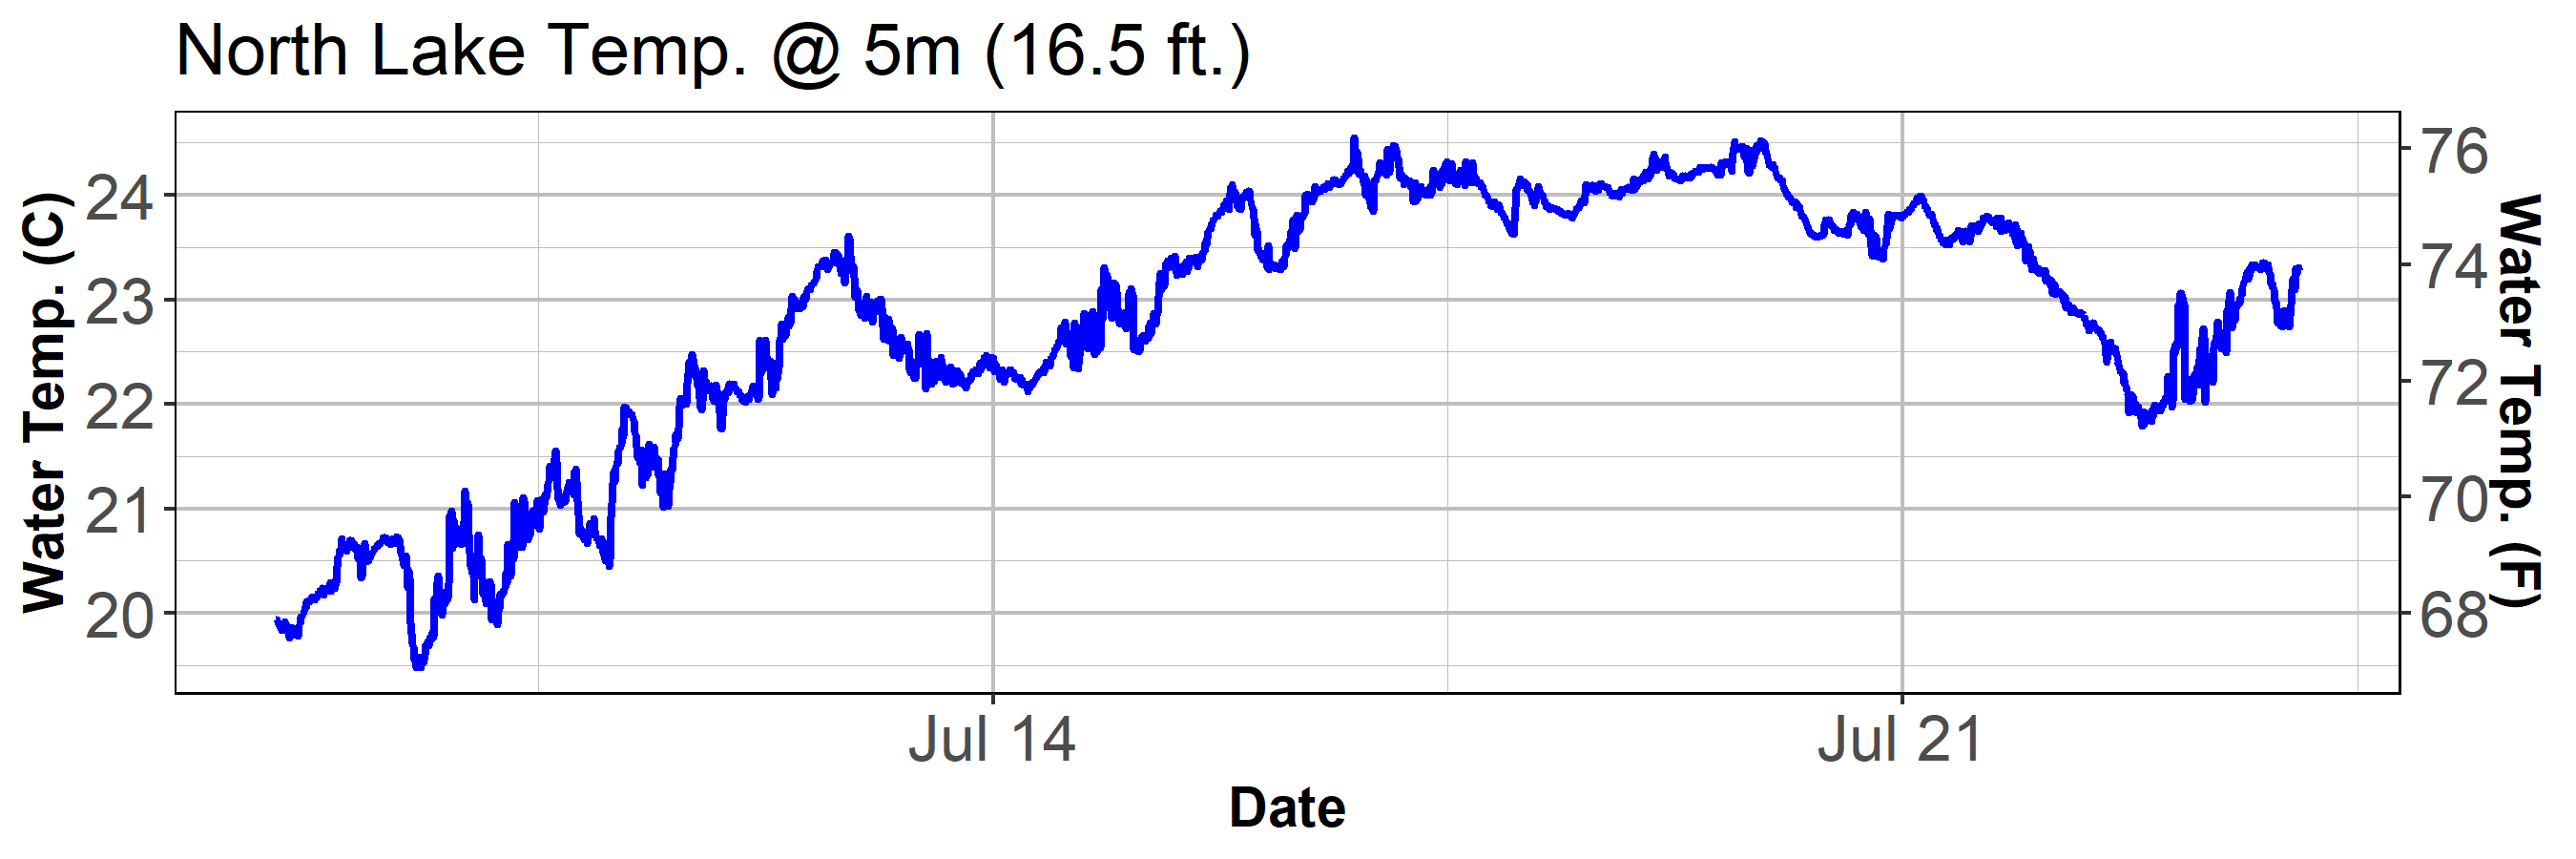 North Lake Temp. @ 5m (16.5 ft.)
Water Temp. (C)
24
23
22
21
20
76
74
72
70
68
Water Temp. (F)
Jul 14
Jul 21
Date